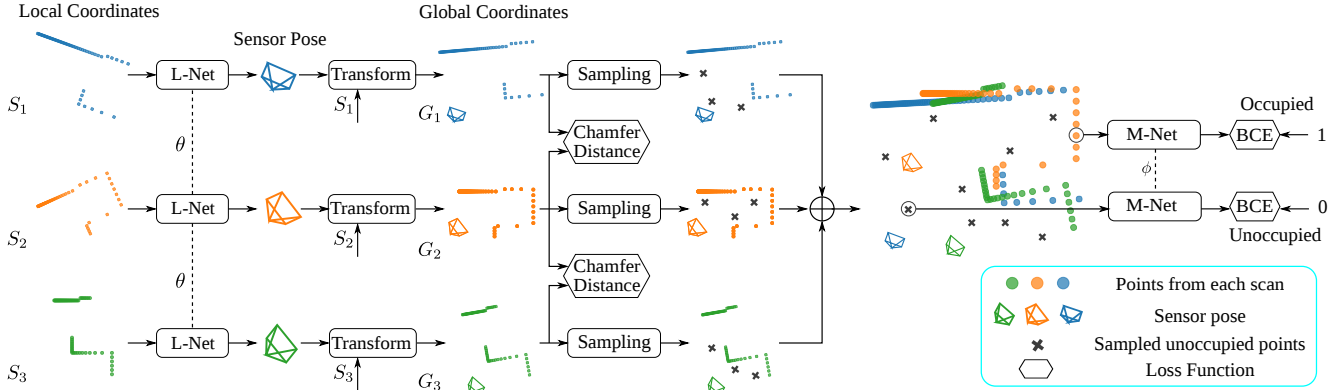 Local Coordinates
Global Coordinates
Sensor Pose
L-Net
Transform
Sampling
S₁
S₁
G₁
Chamfer
Distance
θ
L-Net
Transform
Sampling
S₂
S₂
G₂
Chamfer
Distance
θ
L-Net
Transform
Sampling
S₃
S₃
G₃
Occupied
M-Net
BCE
1
ϕ
M-Net
BCE
0
Unoccupied
Points from each scan
Sensor pose
Sampled unoccupied points
Loss Function